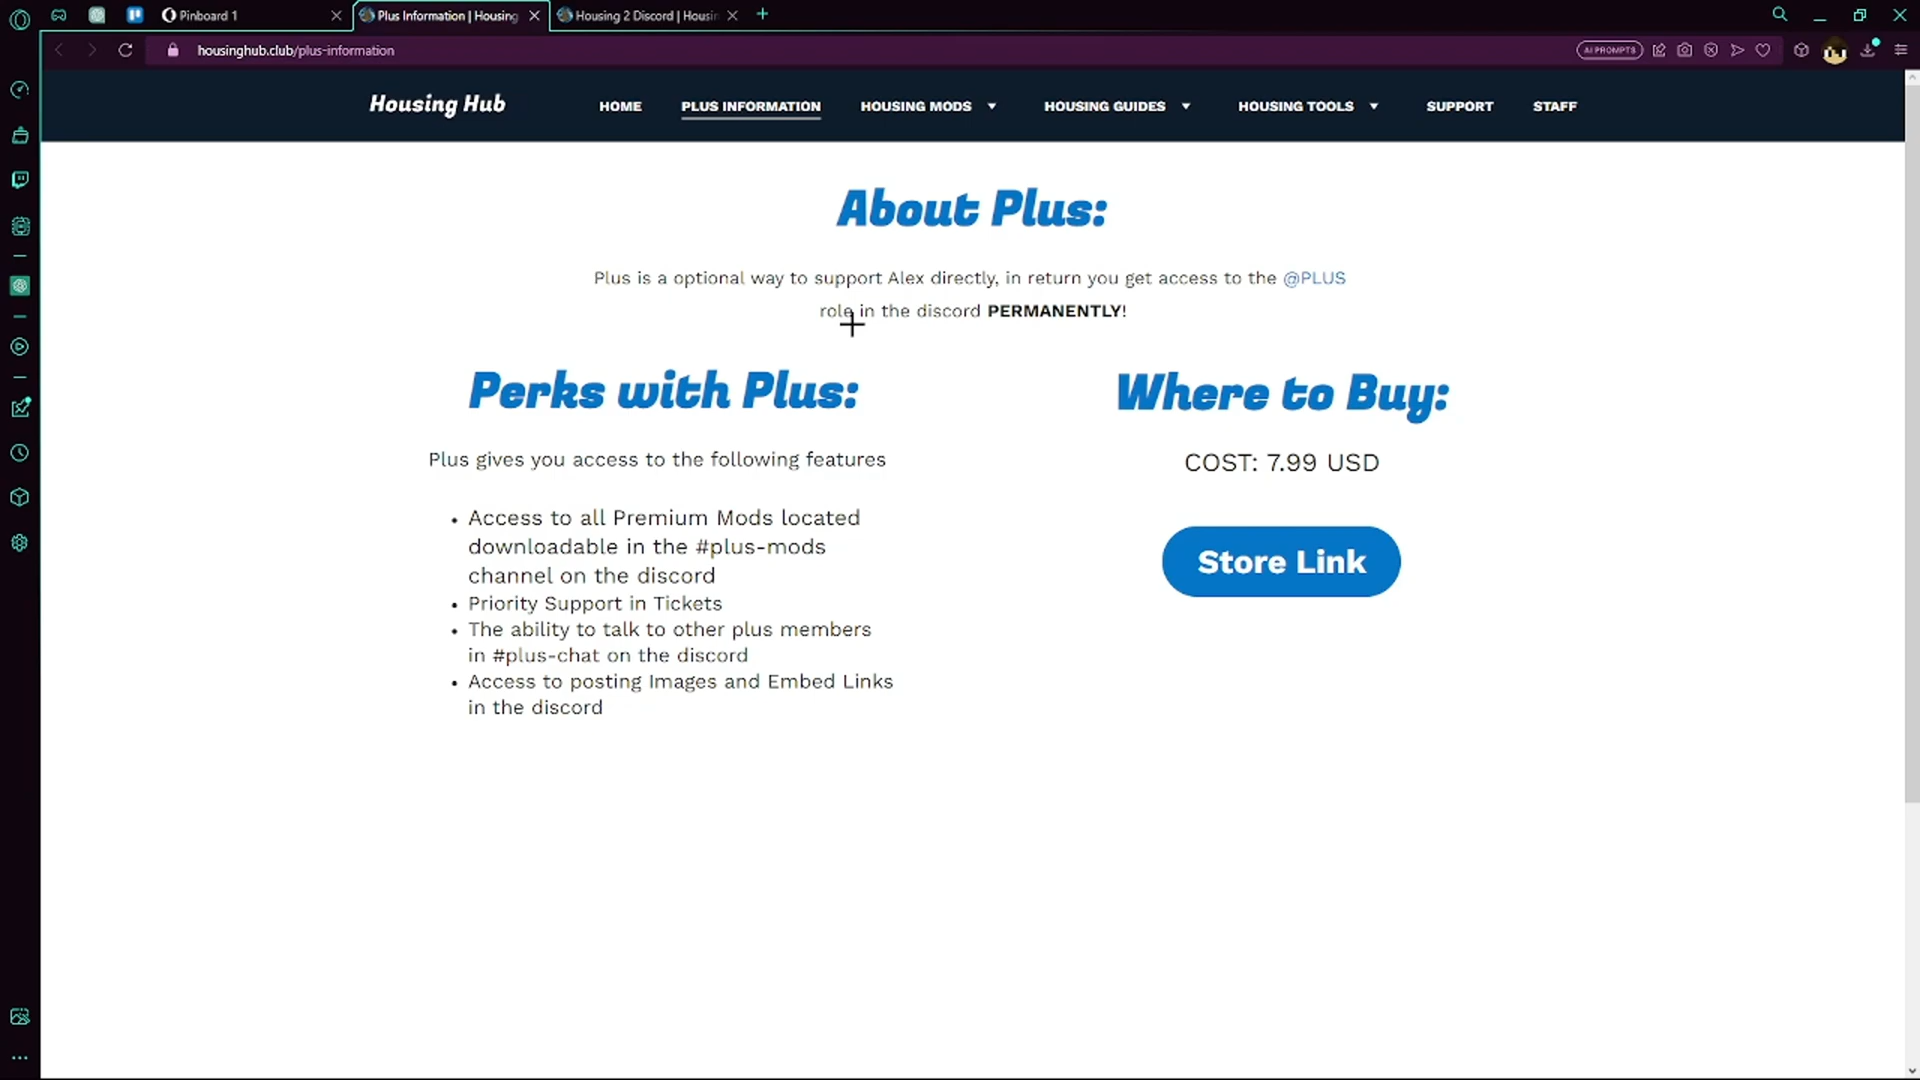 Pinboard 1
Plus Information | Housing
Housing 2 Discord | Housin
housinghub.club/plus-information
AI PROMPTS
Housing Hub
HOME
PLUS INFORMATION
HOUSING MODS
HOUSING GUIDES
HOUSING TOOLS
SUPPORT
STAFF
About Plus:
Plus is a optional way to support Alex directly, in return you get access to the @PLUS
role in the discord PERMANENTLY!
Perks with Plus:
Plus gives you access to the following features
• Access to all Premium Mods located
downloadable in the #plus-mods
channel on the discord
• Priority Support in Tickets
• The ability to talk to other plus members
in #plus-chat on the discord
• Access to posting Images and Embed Links
in the discord
Where to Buy:
COST: 7.99 USD
Store Link